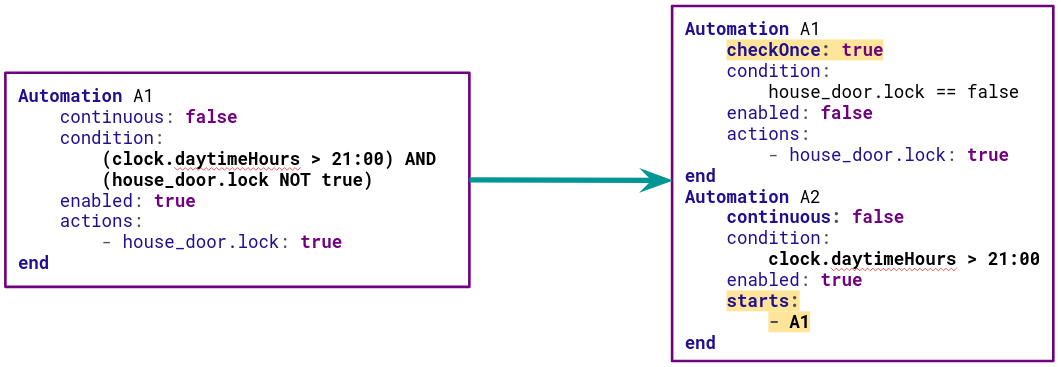 Automation A1
continuous: false
condition:
(clock.daytimeHours > 21:00) AND
(house_door.lock NOT true)
enabled: true
actions:
- house_door.lock: true
end
Automation A1
checkOnce: true
condition:
house_door.lock == false
enabled: false
actions:
- house_door.lock: true
end
Automation A2
continuous: false
condition:
clock.daytimeHours > 21:00
enabled: true
starts:
- A1
end